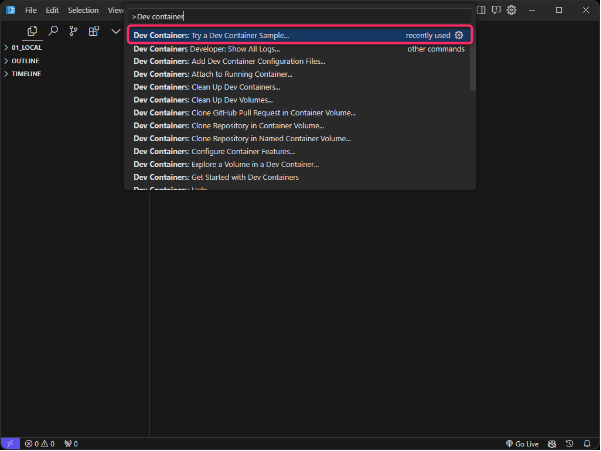 File Edit Selection View
>Dev container
Dev Containers: Try a Dev Container Sample... recently used
Dev Containers Developer: Show All Logs... other commands
Dev Containers: Add Dev Container Configuration Files...
Dev Containers: Attach to Running Container...
Dev Containers: Clean Up Dev Containers...
Dev Containers: Clean Up Dev Volumes...
Dev Containers: Clone GitHub Pull Request in Container Volume...
Dev Containers: Clone Repository in Container Volume...
Dev Containers: Clone Repository in Named Container Volume...
Dev Containers: Configure Container Features...
Dev Containers: Explore a Volume in a Dev Container...
Dev Containers: Get Started with Dev Containers
Dev Containers: Help
01_LOCAL
OUTLINE
TIMELINE
0 0 0 Go Live